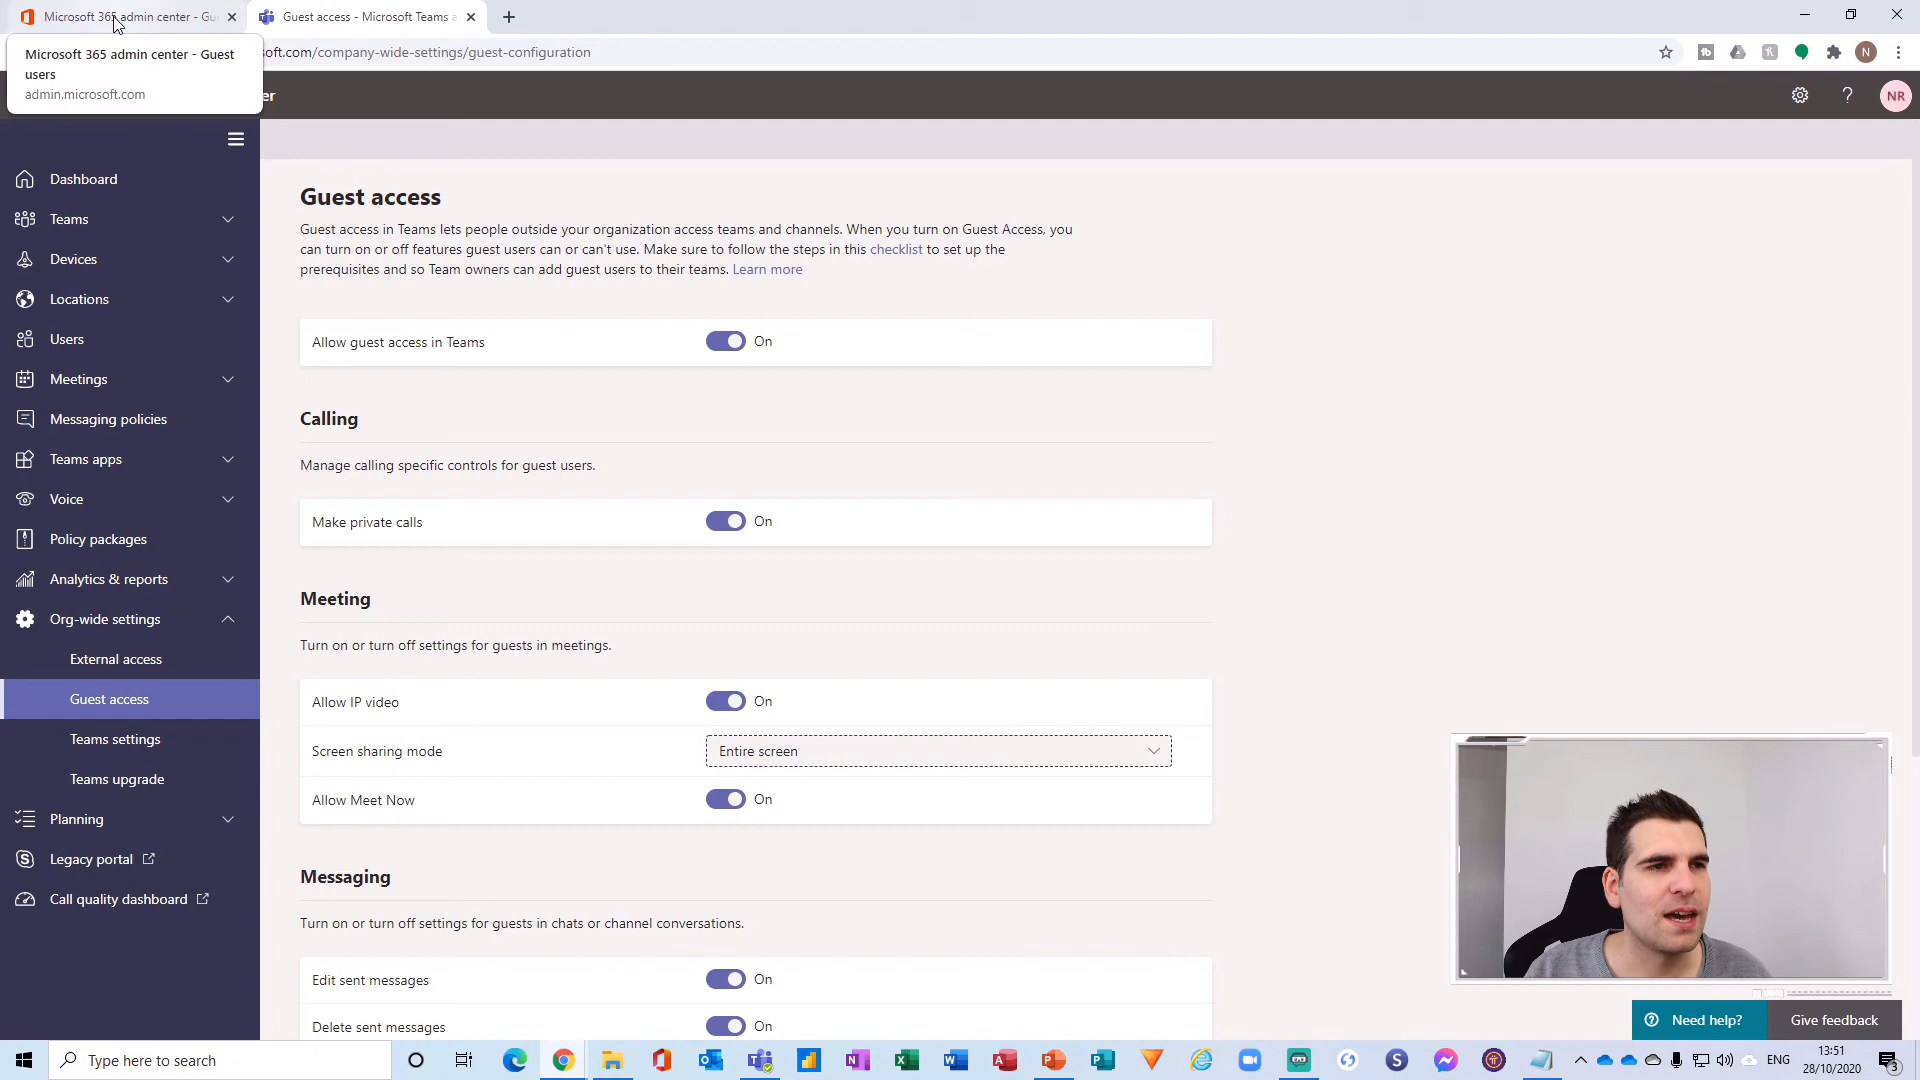 Microsoft 365 admin center - Gu
Guest access - Microsoft Teams a
Microsoft 365 admin center - Guest
users
admin.microsoft.com
soft.com/company-wide-settings/guest-configuration
N
er
NR
Dashboard
Teams
Devices
Locations
Users
Meetings
Messaging policies
Teams apps
Voice
Policy packages
Analytics & reports
Org-wide settings
External access
Guest access
Teams settings
Teams upgrade
Planning
Legacy portal
Call quality dashboard
Guest access
Guest access in Teams lets people outside your organization access teams and channels. When you turn on Guest Access, you
can turn on or off features guest users can or can't use. Make sure to follow the steps in this checklist to set up the
prerequisites and so Team owners can add guest users to their teams. Learn more
Allow guest access in Teams On
Calling
Manage calling specific controls for guest users.
Make private calls On
Meeting
Turn on or turn off settings for guests in meetings.
Allow IP video On
Screen sharing mode Entire screen
Allow Meet Now On
Messaging
Turn on or turn off settings for guests in chats or channel conversations.
Edit sent messages On
Delete sent messages On
Need help?
Give feedback
Type here to search
ENG
13:51
28/10/2020
3